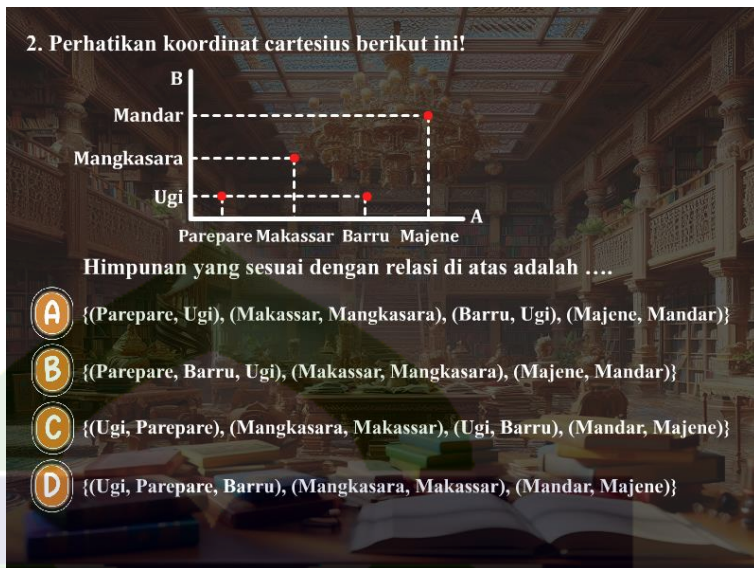 2. Perhatikan koordinat cartesius berikut ini!
B
Mandar
Mangkasara
Ugi
A
Parepare Makassar Barru Majene
Himpunan yang sesuai dengan relasi di atas adalah ....
A {(Parepare, Ugi), (Makassar, Mangkasara), (Barru, Ugi), (Majene, Mandar)}
B {(Parepare, Barru, Ugi), (Makassar, Mangkasara), (Majene, Mandar)}
C {(Ugi, Parepare), (Mangkasara, Makassar), (Ugi, Barru), (Mandar, Majene)}
D {(Ugi, Parepare, Barru), (Mangkasara, Makassar), (Mandar, Majene)}